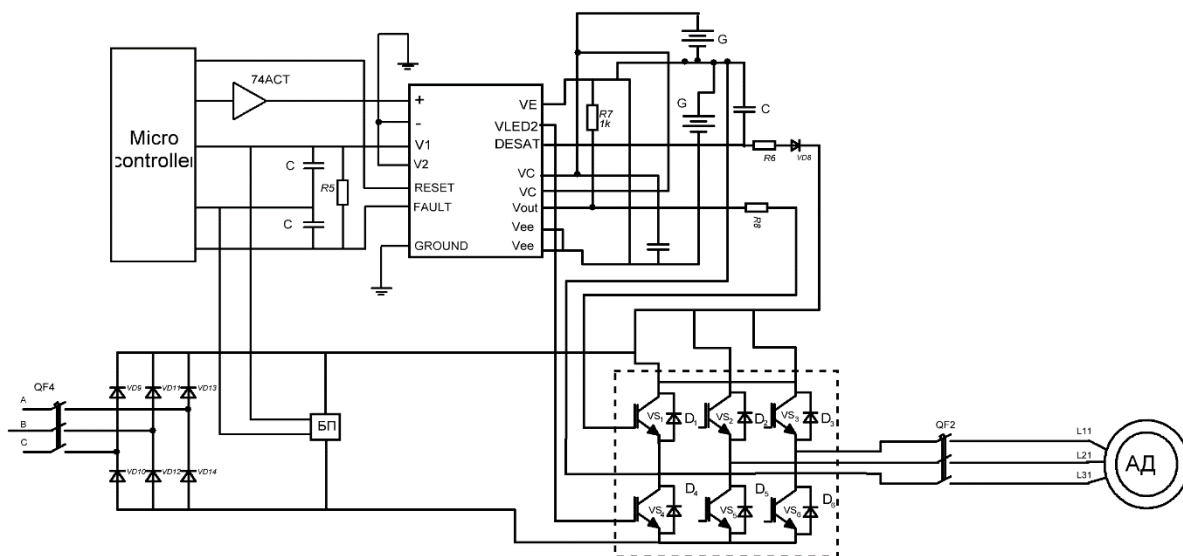 Micro
controller
74ACT
+
-
V1
V2
RESET
FAULT
GROUND
VE
VLED2
DESAT
VC
VC
Vout
Vee
Vee
C
C
R5
R7
1k
G
G
C
R6
VD8
R8
QF4
A
B
C
VD9
VD11
VD13
VD10
VD12
VD14
БП
VS1
D1
VS2
D2
VS3
D3
VS4
D4
VS5
D5
VS6
D6
QF2
L11
L21
L31
АД